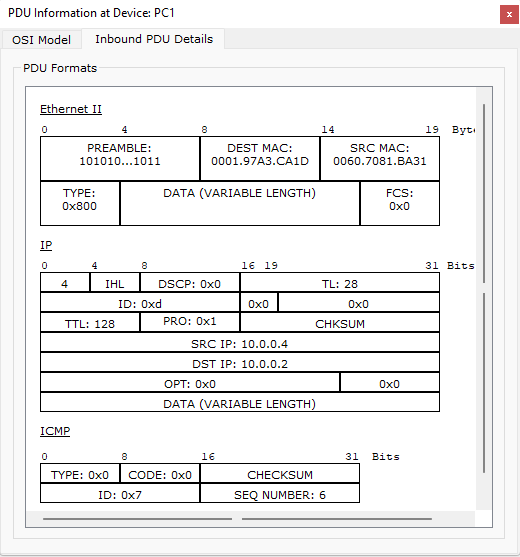 PDU Information at Device: PC1
x
OSI Model Inbound PDU Details
PDU Formats
Ethernet II
0 4 8 14 19 Byte
PREAMBLE: DEST MAC: SRC MAC:
101010...1011 0001.97A3.CA1D 0060.7081.BA31
TYPE: DATA (VARIABLE LENGTH) FCS:
0x800 0x0
IP
0 4 8 16 19 31 Bits
4 IHL DSCP: 0x0 TL: 28
ID: 0xd 0x0 0x0
TTL: 128 PRO: 0x1 CHKSUM
SRC IP: 10.0.0.4
DST IP: 10.0.0.2
OPT: 0x0 0x0
DATA (VARIABLE LENGTH)
ICMP
0 8 16 31 Bits
TYPE: 0x0 CODE: 0x0 CHECKSUM
ID: 0x7 SEQ NUMBER: 6